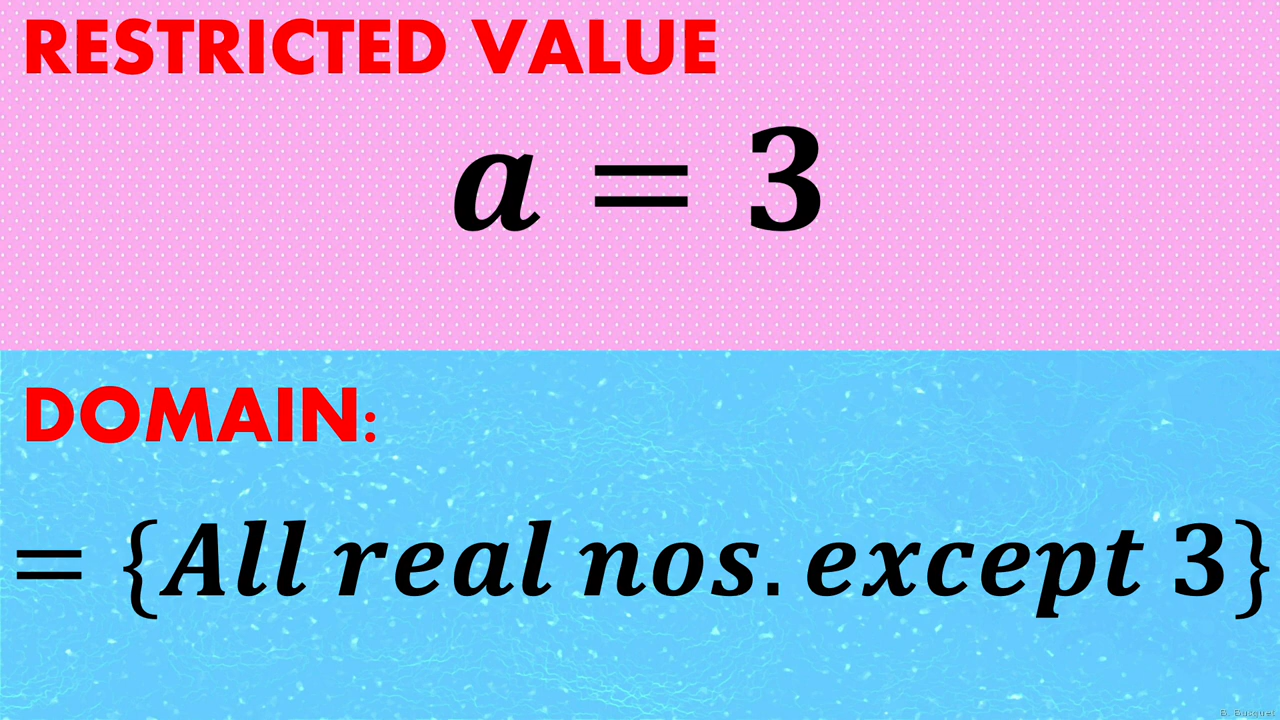 RESTRICTED VALUE
a = 3
DOMAIN:
= {All real nos. except 3}